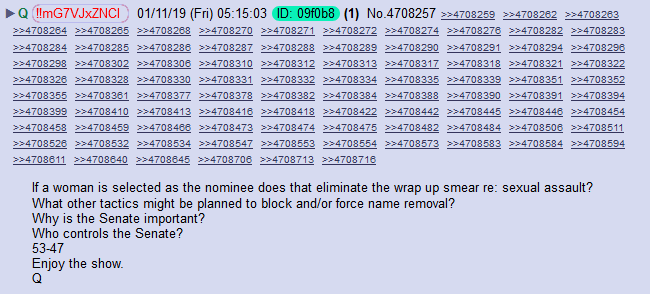 ▶ Q !!mG7VJxZNCI 01/11/19 (Fri) 05:15:03 ID: 09f0b8 (1) No.4708257 >>4708259 >>4708262 >>4708263
>>4708264 >>4708265 >>4708268 >>4708270 >>4708271 >>4708272 >>4708274 >>4708276 >>4708282 >>4708283
>>4708284 >>4708285 >>4708286 >>4708287 >>4708288 >>4708289 >>4708290 >>4708291 >>4708294 >>4708296
>>4708298 >>4708302 >>4708306 >>4708310 >>4708312 >>4708313 >>4708317 >>4708318 >>4708321 >>4708322
>>4708326 >>4708328 >>4708330 >>4708331 >>4708332 >>4708334 >>4708335 >>4708339 >>4708351 >>4708352
>>4708355 >>4708361 >>4708377 >>4708378 >>4708382 >>4708384 >>4708388 >>4708390 >>4708391 >>4708394
>>4708399 >>4708410 >>4708413 >>4708416 >>4708418 >>4708422 >>4708442 >>4708445 >>4708446 >>4708454
>>4708458 >>4708459 >>4708466 >>4708473 >>4708474 >>4708475 >>4708482 >>4708484 >>4708506 >>4708511
>>4708526 >>4708532 >>4708534 >>4708547 >>4708553 >>4708554 >>4708573 >>4708583 >>4708584 >>4708594
>>4708611 >>4708640 >>4708645 >>4708706 >>4708713 >>4708716
If a woman is selected as the nominee does that eliminate the wrap up smear re: sexual assault?
What other tactics might be planned to block and/or force name removal?
Why is the Senate important?
Who controls the Senate?
53-47
Enjoy the show.
Q